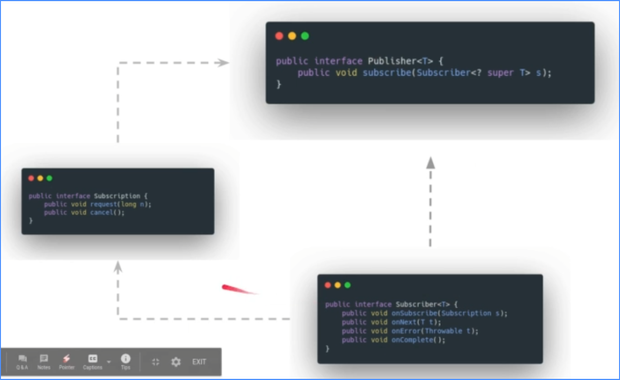 public interface Publisher<T> {
public void subscribe(Subscriber<? super T> s);
}
public interface Subscription {
public void request(long n);
public void cancel();
}
public interface Subscriber<T> {
public void onSubscribe(Subscription s);
public void onNext(T t);
public void onError(Throwable t);
public void onComplete();
}
Q & A Notes Pointer Captions Tips EXIT